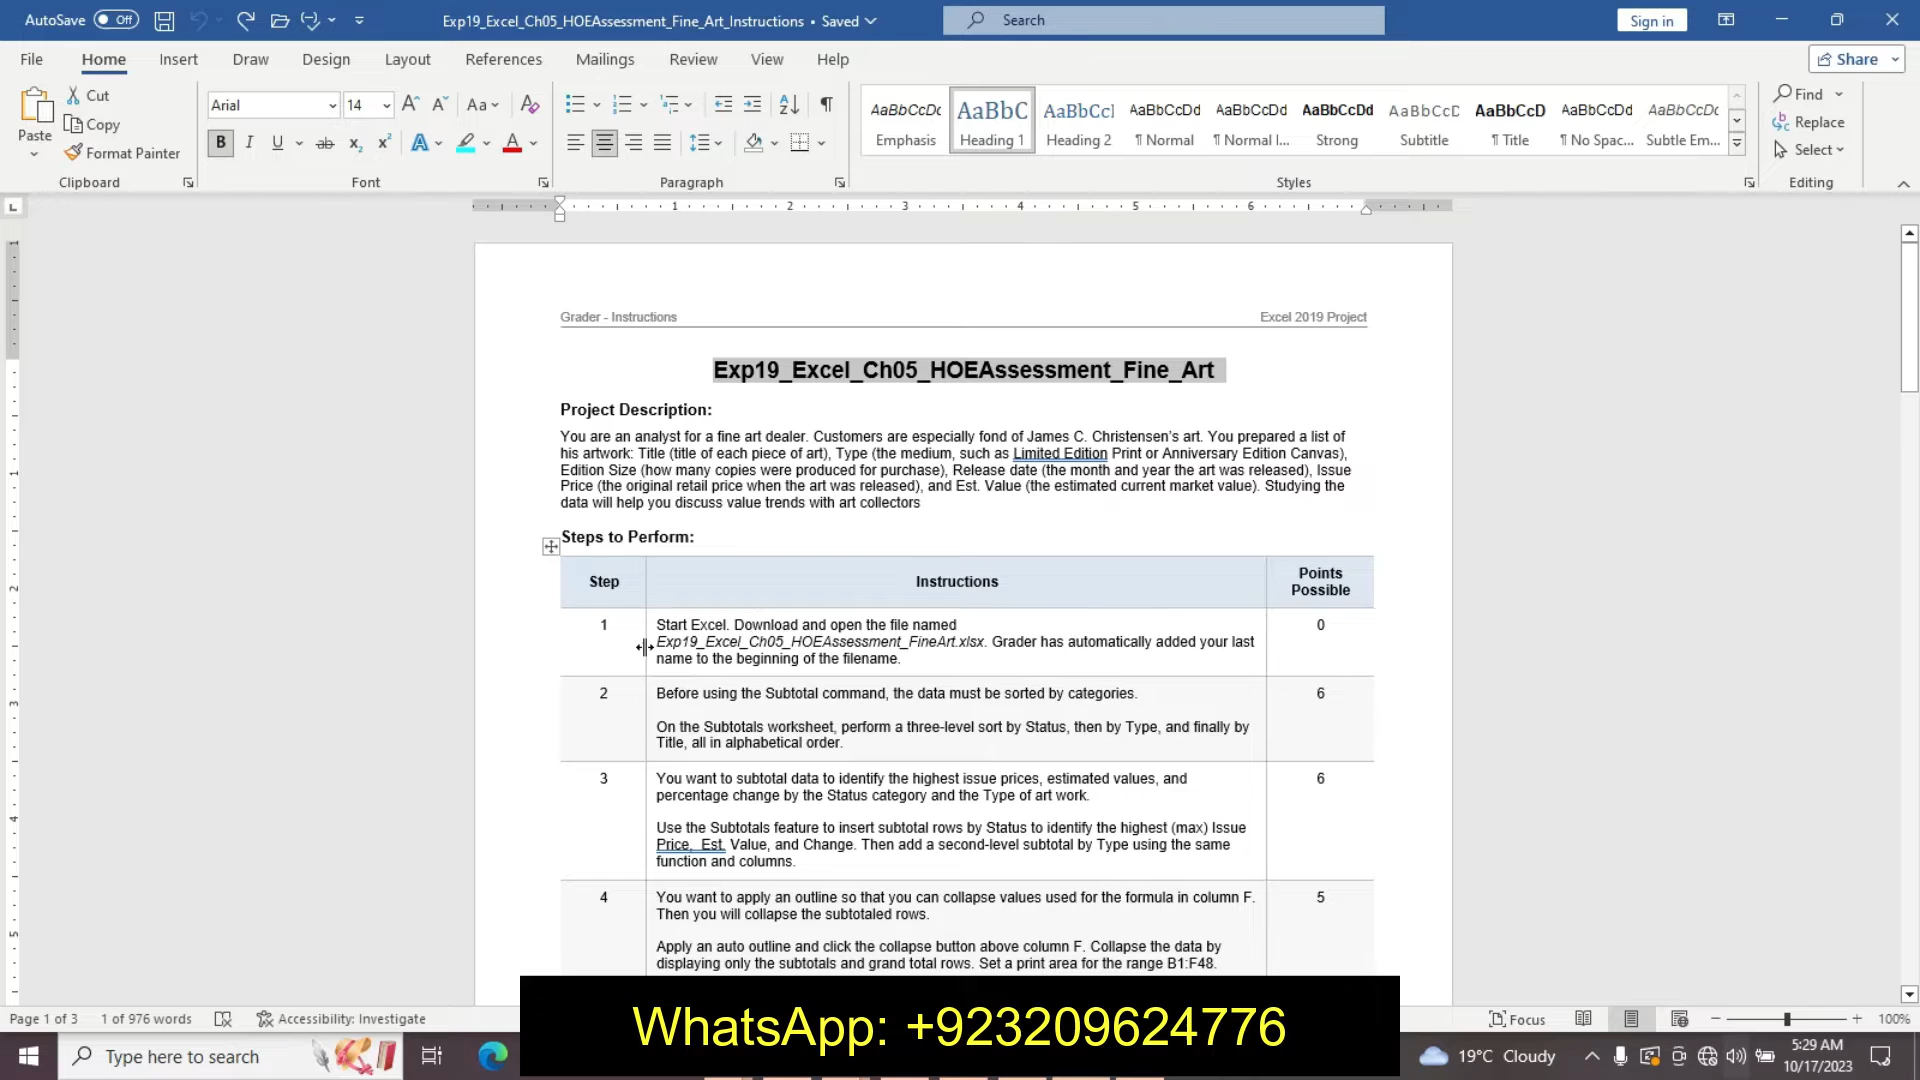 AutoSave Off
Exp19_Excel_Ch05_HOEAssessment_Fine_Art_Instructions • Saved
Search
Sign in
File Home Insert Draw Design Layout References Mailings Review View Help
Share
Paste
Cut
Copy
Format Painter
Clipboard
Arial 14
Font
Paragraph
AaBbCcDc Emphasis
AaBbC Heading 1
AaBbCcI Heading 2
AaBbCcDd ¶ Normal
AaBbCcDd ¶ Normal I...
AaBbCcDd Strong
AaBbCcD Subtitle
AaBbCcD ¶ Title
AaBbCcDd ¶ No Spac...
AaBbCcDc Subtle Em...
Styles
Find
Replace
Select
Editing
1 2 3 4 5 6
Grader - Instructions Excel 2019 Project
Exp19_Excel_Ch05_HOEAssessment_Fine_Art
Project Description:
You are an analyst for a fine art dealer. Customers are especially fond of James C. Christensen’s art. You prepared a list of
his artwork: Title (title of each piece of art), Type (the medium, such as Limited Edition Print or Anniversary Edition Canvas),
Edition Size (how many copies were produced for purchase), Release date (the month and year the art was released), Issue
Price (the original retail price when the art was released), and Est. Value (the estimated current market value). Studying the
data will help you discuss value trends with art collectors
Steps to Perform:
Step Instructions Points
Possible
1 Start Excel. Download and open the file named 0
Exp19_Excel_Ch05_HOEAssessment_FineArt.xlsx. Grader has automatically added your last
name to the beginning of the filename.
2 Before using the Subtotal command, the data must be sorted by categories. 6
On the Subtotals worksheet, perform a three-level sort by Status, then by Type, and finally by
Title, all in alphabetical order.
3 You want to subtotal data to identify the highest issue prices, estimated values, and 6
percentage change by the Status category and the Type of art work.
Use the Subtotals feature to insert subtotal rows by Status to identify the highest (max) Issue
Price, Est. Value, and Change. Then add a second-level subtotal by Type using the same
function and columns.
4 You want to apply an outline so that you can collapse values used for the formula in column F. 5
Then you will collapse the subtotaled rows.
Apply an auto outline and click the collapse button above column F. Collapse the data by
displaying only the subtotals and grand total rows. Set a print area for the range B1:F48.
WhatsApp: +923209624776
Page 1 of 3 1 of 976 words Accessibility: Investigate
Focus 100%
Type here to search
19°C Cloudy
5:29 AM
10/17/2023